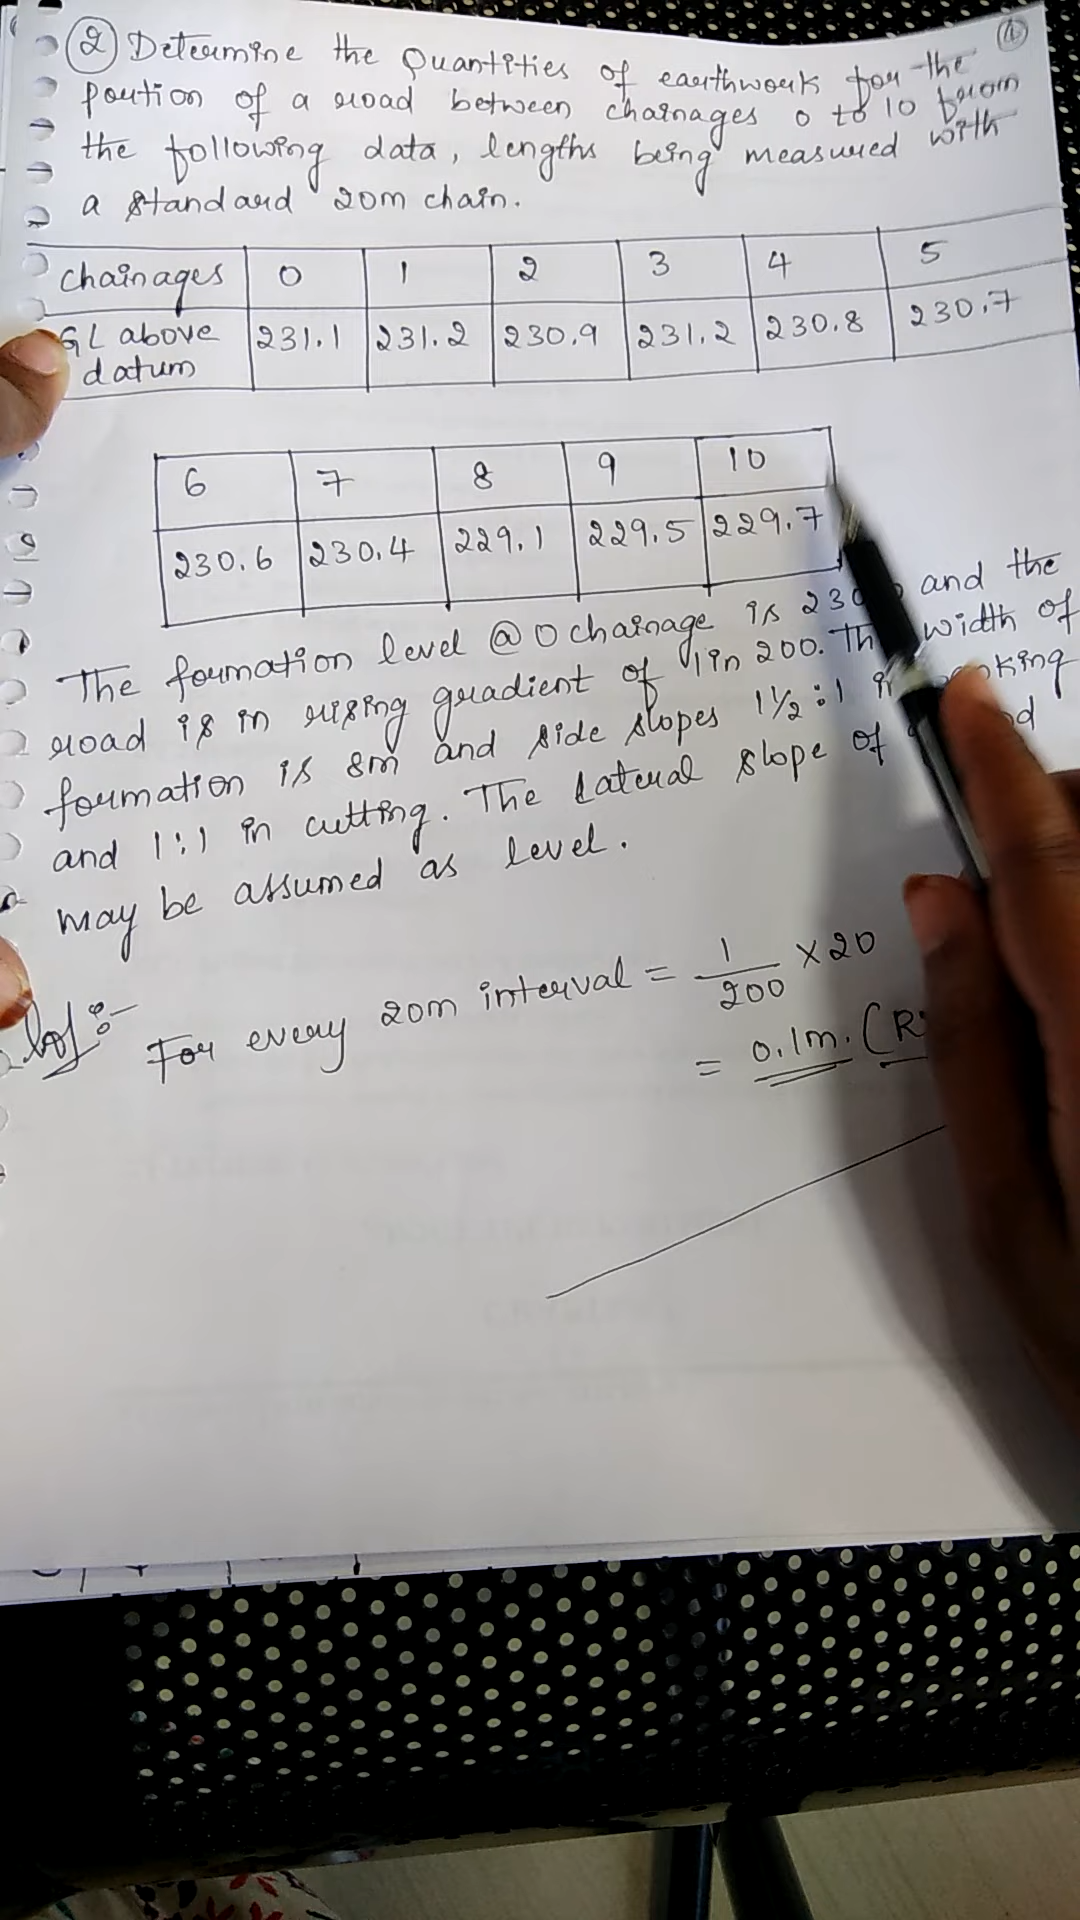 ② Determine the Quantities of earthwork for the
portion of a road between chainages 0 to 10 from
the following data, lengths being measured with
a standard 20m chain.
chainages 0 1 2 3 4 5
GL above datum 231.1 231.2 230.9 231.2 230.8 230.7
6 7 8 9 10
230.6 230.4 229.1 229.5 229.7
The formation level @ 0 chainage is and the
road is in rising gradient of 1 in 200. width of
formation is 8m and side slopes 1½:1
and 1:1 in cutting. The Lateral slope of
may be assumed as level.
Sol:-
For every 20m interval = 1/200 × 20
= 0.1m.